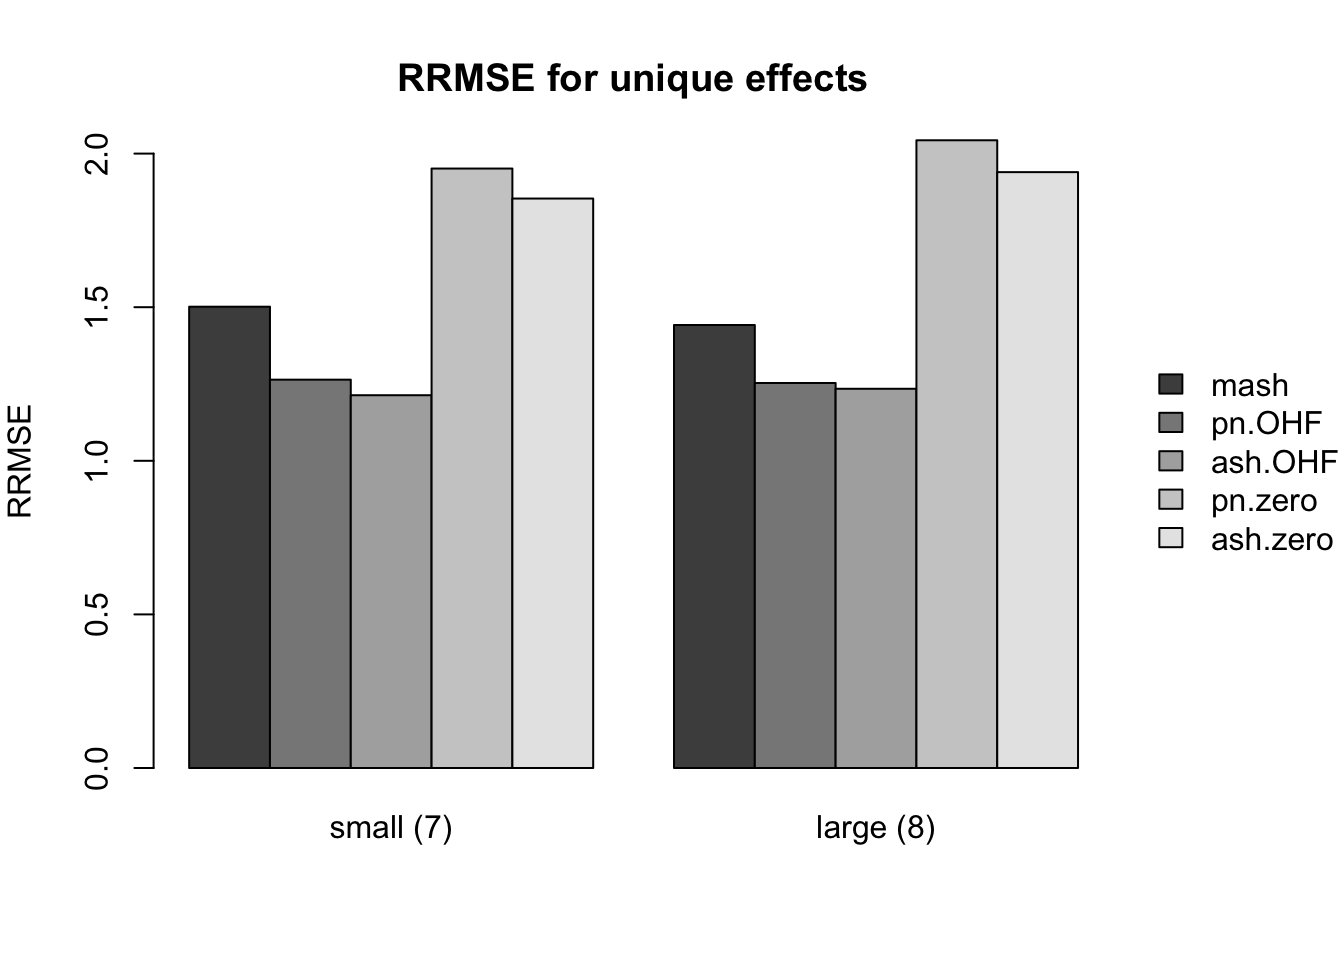 RRMSE for unique effects
RRMSE
2.0
1.5
1.0
0.5
0.0
small (7)
large (8)
mash
pn.OHF
ash.OHF
pn.zero
ash.zero